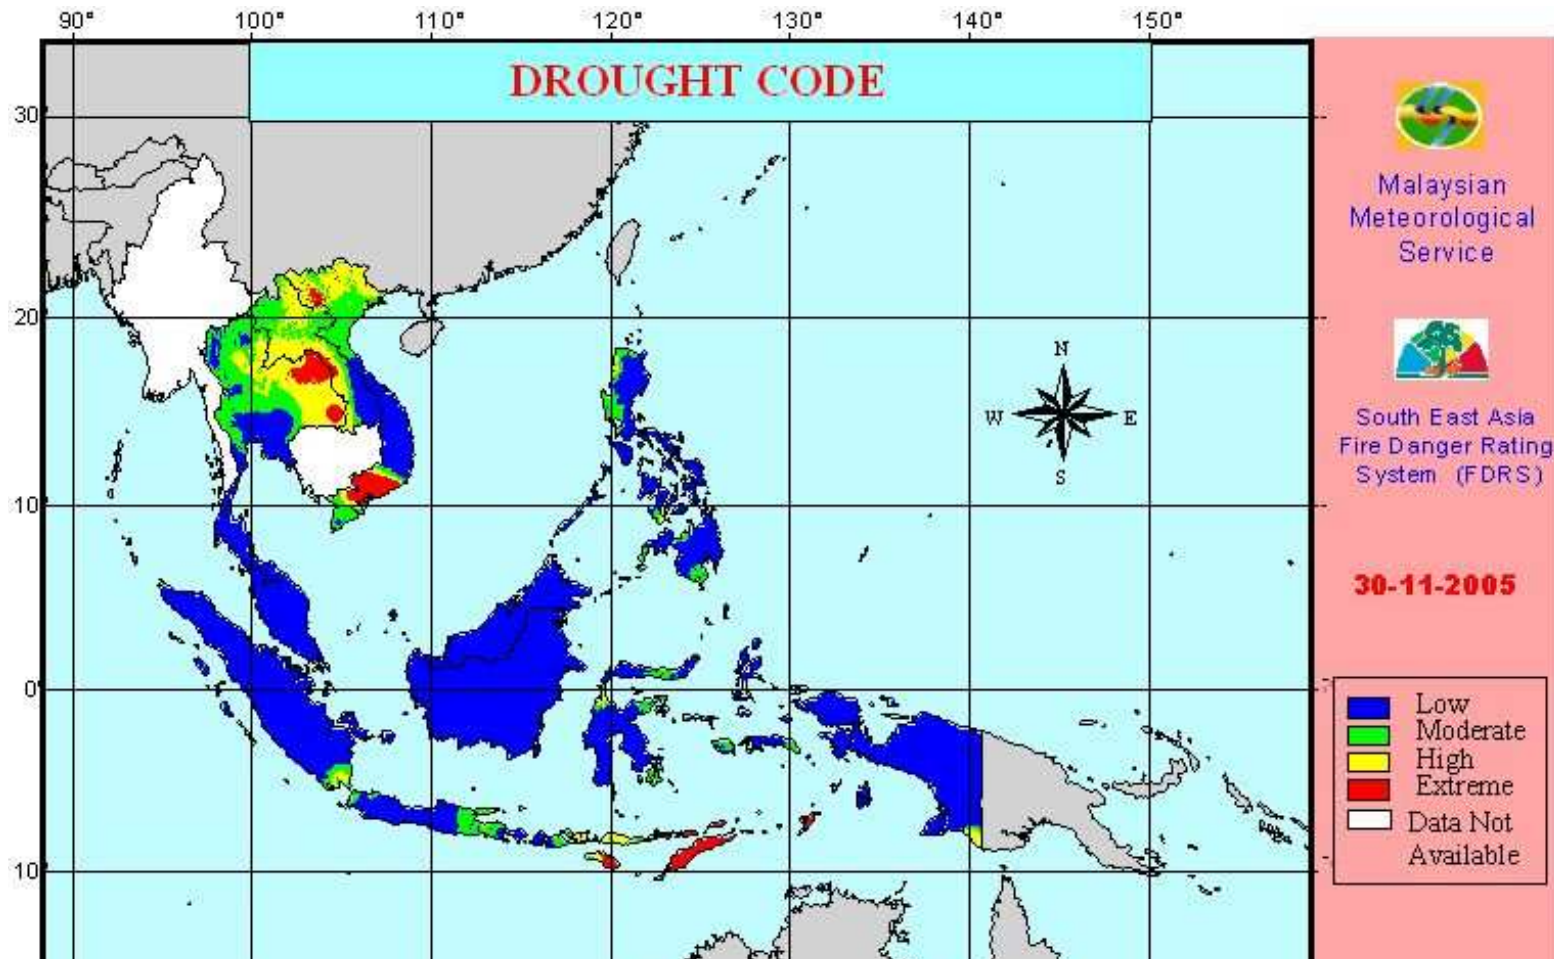 90° 100° 110° 120° 130° 140° 150°
DROUGHT CODE
30
20
10
0°
10
N
W E
S
Malaysian
Meteorological
Service
South East Asia
Fire Danger Rating
System (FDRS)
30-11-2005
Low
Moderate
High
Extreme
Data Not
Available